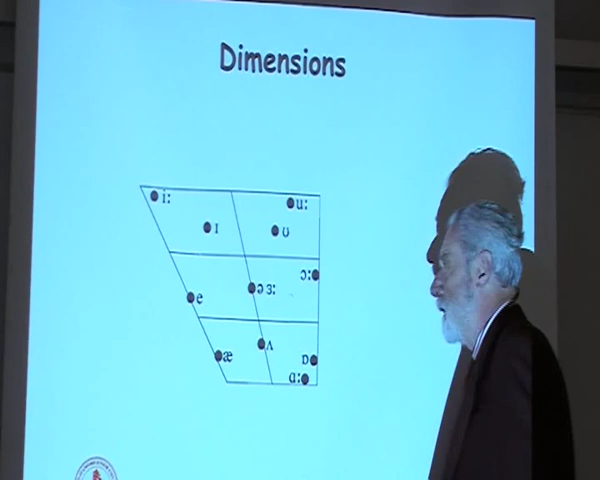 Dimensions
i: u:
ɪ ʊ
ɔ:
e ə ɜ:
æ ʌ ɒ
ɑ: